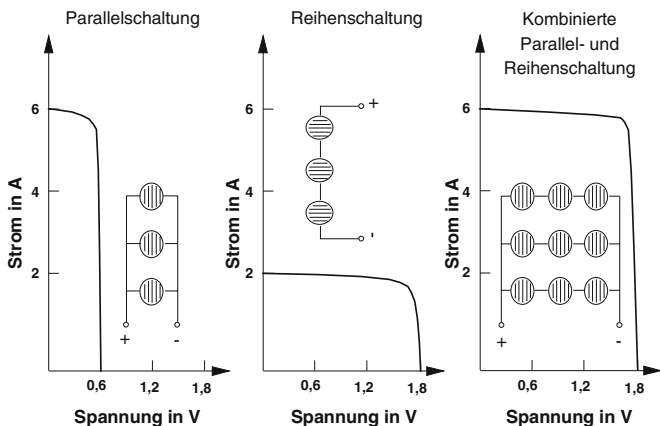 Parallelschaltung
Strom in A
6
4
2
+ -
0,6 1,2 1,8
Spannung in V
Reihenschaltung
Strom in A
6
4
2
+
-
0,6 1,2 1.8
Spannung in V
Kombinierte
Parallel- und
Reihenschaltung
Strom in A
6
4
2
+ -
0,6 1,2 1.8
Spannung in V